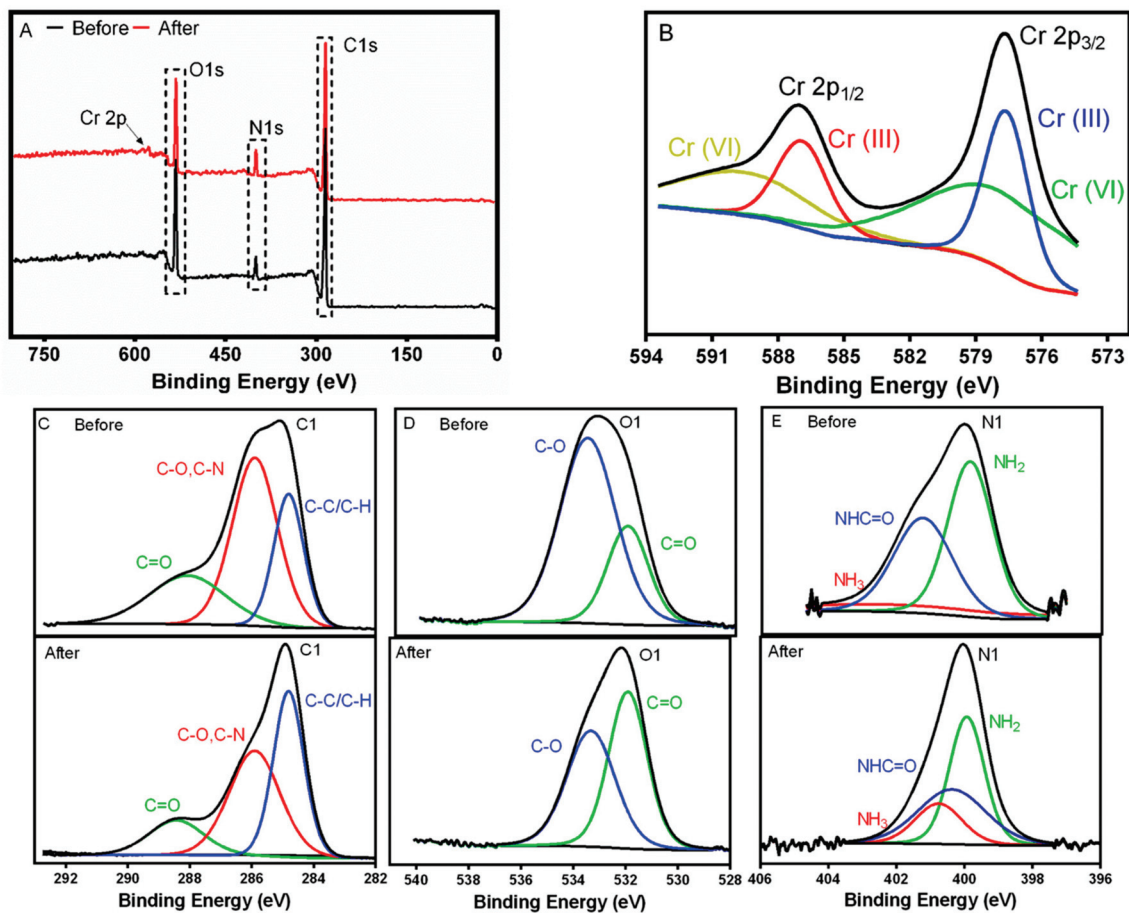 A
Before
After
C1s
O1s
N1s
Cr 2p
750
600
450
300
150
0
Binding Energy (eV)
B
Cr 2p3/2
Cr 2p1/2
Cr (III)
Cr (VI)
Cr (III)
Cr (VI)
594
591
588
585
582
579
576
573
Binding Energy (eV)
C
Before
C1
C-O,C-N
C-C/C-H
C=O
After
C1
C-C/C-H
C-O,C-N
C=O
292
290
288
286
284
282
Binding Energy (eV)
D
Before
O1
C-O
C=O
After
O1
C=O
C-O
540
538
536
534
532
530
528
Binding Energy (eV)
E
Before
N1
NH2
NHC=O
NH3
After
N1
NH2
NHC=O
NH3
406
404
402
400
398
396
Binding Energy (eV)